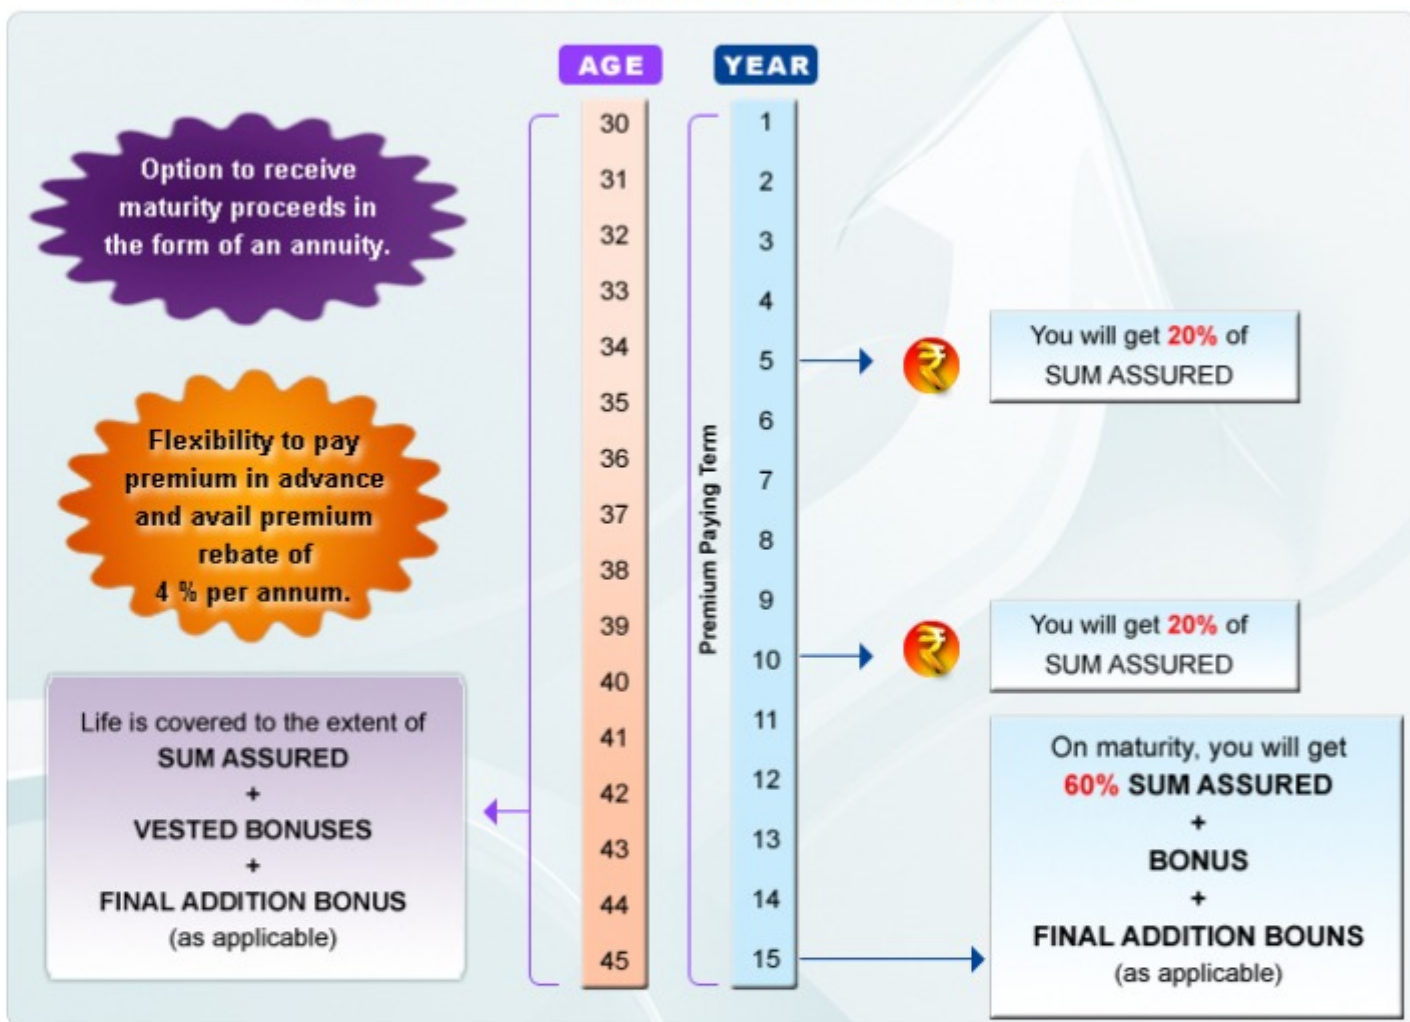 AGE
YEAR
Option to receive
maturity proceeds in
the form of an annuity.
Flexibility to pay
premium in advance
and avail premium
rebate of
4 % per annum.
Life is covered to the extent of
SUM ASSURED
+
VESTED BONUSES
+
FINAL ADDITION BONUS
(as applicable)
30
31
32
33
34
35
36
37
38
39
40
41
42
43
44
45
Premium Paying Term
1
2
3
4
5
6
7
8
9
10
11
12
13
14
15
₹
You will get 20% of
SUM ASSURED
₹
You will get 20% of
SUM ASSURED
On maturity, you will get
60% SUM ASSURED
+
BONUS
+
FINAL ADDITION BOUNS
(as applicable)